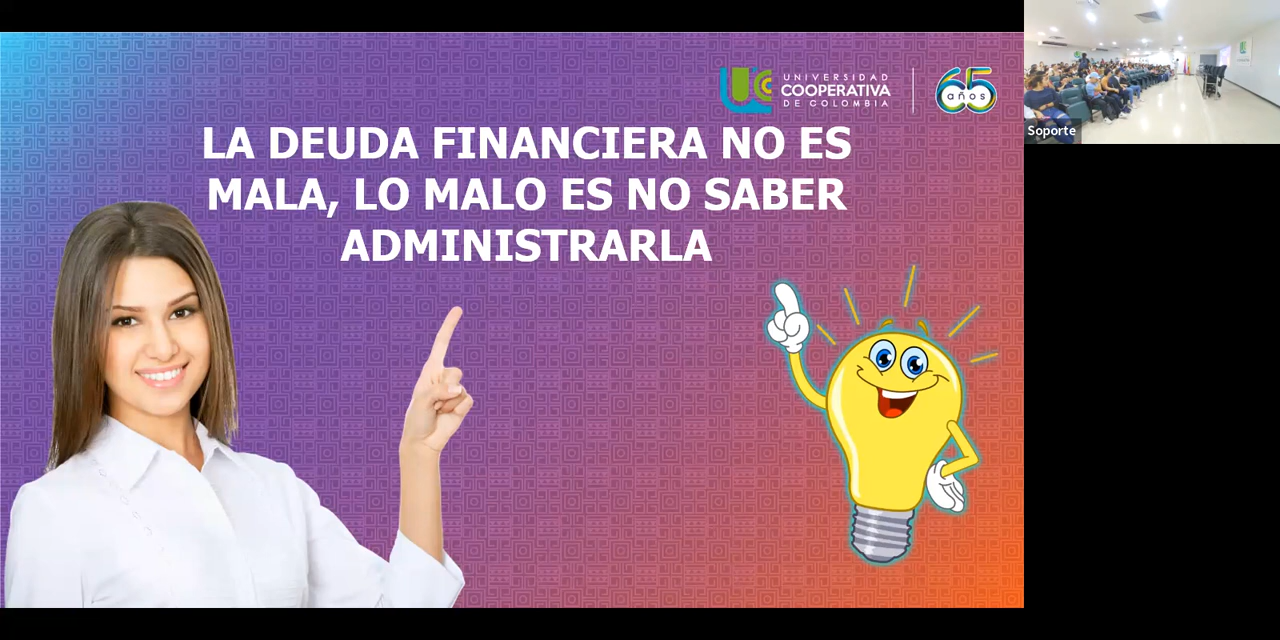 UCC
UNIVERSIDAD
COOPERATIVA
DE COLOMBIA
65
años
LA DEUDA FINANCIERA NO ES
MALA, LO MALO ES NO SABER
ADMINISTRARLA
Soporte